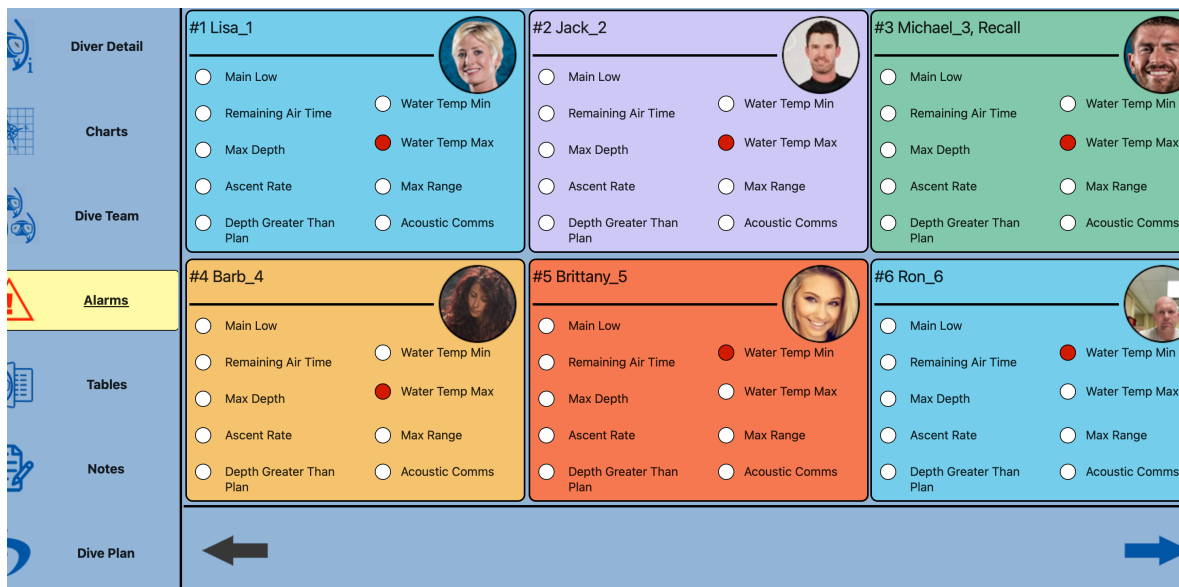 Diver Detail
Charts
Dive Team
Alarms
Tables
Notes
Dive Plan
#1 Lisa_1
Main Low
Remaining Air Time
Max Depth
Ascent Rate
Depth Greater Than
Plan
Water Temp Min
Water Temp Max
Max Range
Acoustic Comms
#2 Jack_2
Main Low
Remaining Air Time
Max Depth
Ascent Rate
Depth Greater Than
Plan
Water Temp Min
Water Temp Max
Max Range
Acoustic Comms
#3 Michael_3, Recall
Main Low
Remaining Air Time
Max Depth
Ascent Rate
Depth Greater Than
Plan
Water Temp Min
Water Temp Max
Max Range
Acoustic Comms
#4 Barb_4
Main Low
Remaining Air Time
Max Depth
Ascent Rate
Depth Greater Than
Plan
Water Temp Min
Water Temp Max
Max Range
Acoustic Comms
#5 Brittany_5
Main Low
Remaining Air Time
Max Depth
Ascent Rate
Depth Greater Than
Plan
Water Temp Min
Water Temp Max
Max Range
Acoustic Comms
#6 Ron_6
Main Low
Remaining Air Time
Max Depth
Ascent Rate
Depth Greater Than
Plan
Water Temp Min
Water Temp Max
Max Range
Acoustic Comms